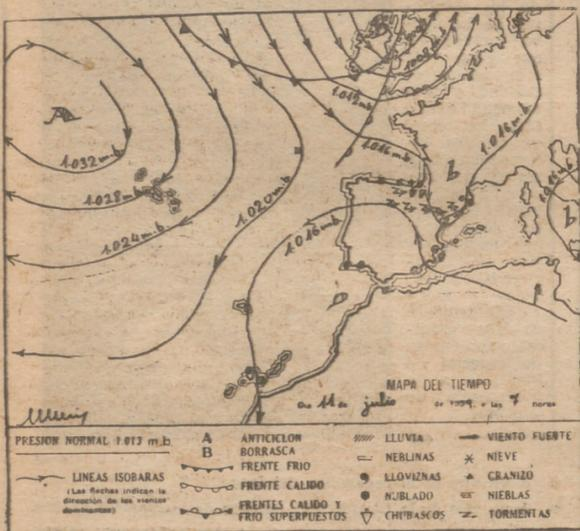 A
1.032 m.b.
1.028 m.b.
1.024 m.b.
1.020 m.b.
1.016 m.b.
1.012 m.b.
1.016 m.b.
1.016 m.b.
b
b
MAPA DEL TIEMPO
Día 11 de julio de 1959, a las 7 horas
PRESION NORMAL 1.013 m.b.
LINEAS ISOBARAS
(Las flechas indican la
dirección de los vientos
dominantes)
A ANTICICLON
B BORRASCA
FRENTE FRIO
FRENTE CALIDO
FRENTES CALIDO Y
FRIO SUPERPUESTOS
LLUVIA
NEBLINAS
LLOVIZNAS
NUBLADO
CHUBASCOS
VIENTO FUERTE
NIEVE
GRANIZO
NIEBLAS
TORMENTAS